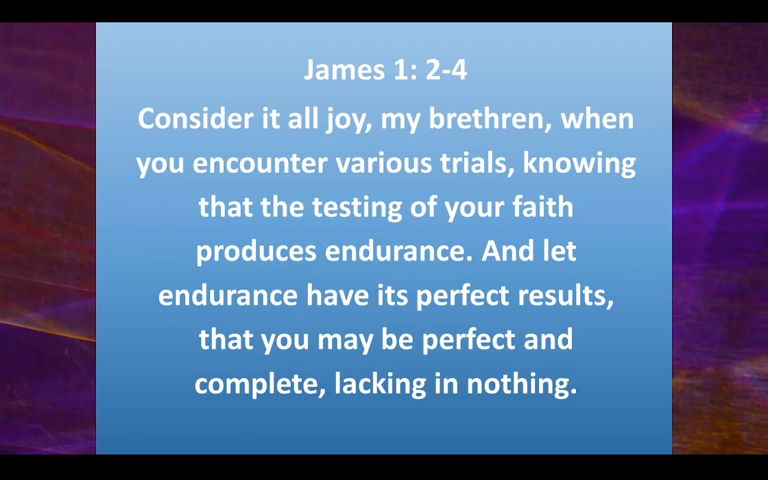 James 1: 2-4
Consider it all joy, my brethren, when
you encounter various trials, knowing
that the testing of your faith
produces endurance. And let
endurance have its perfect results,
that you may be perfect and
complete, lacking in nothing.